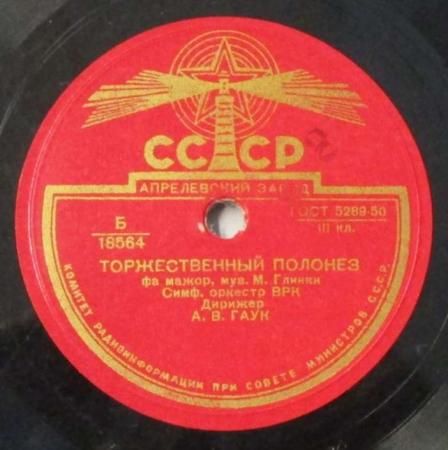 СССР
АПРЕЛЕВСКИЙ ЗАВОД
Б
18564
ГОСТ 5289-50
III кл.
ТОРЖЕСТВЕННЫЙ ПОЛОНЕЗ
фа мажор, муз. М. Глинки
Симф. оркестр ВРК
Дирижер
А. В. ГАУК
КОМИТЕТ РАДИОИНФОРМАЦИИ ПРИ СОВЕТЕ МИНИСТРОВ СССР.